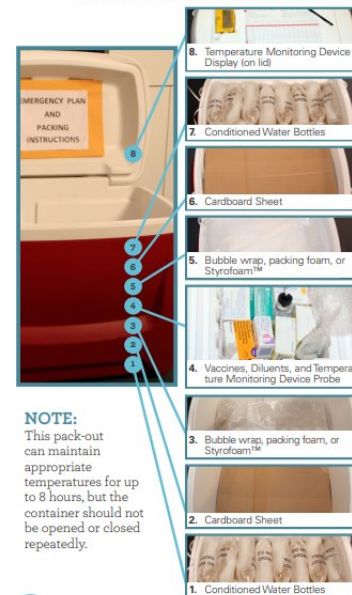 8. Temperature Monitoring Device
Display (on lid)
EMERGENCY PLAN
AND
PACKING
INSTRUCTIONS
8
7. Conditioned Water Bottles
6. Cardboard Sheet
7
6
5
4
3
2
1
5. Bubble wrap, packing foam, or
Styrofoam™
4. Vaccines, Diluents, and Tempera
ture Monitoring Device Probe
NOTE:
This pack-out
can maintain
appropriate
temperatures for up
to 8 hours, but the
container should not
be opened or closed
repeatedly.
3. Bubble wrap, packing foam, or
Styrofoam™
2. Cardboard Sheet
1. Conditioned Water Bottles